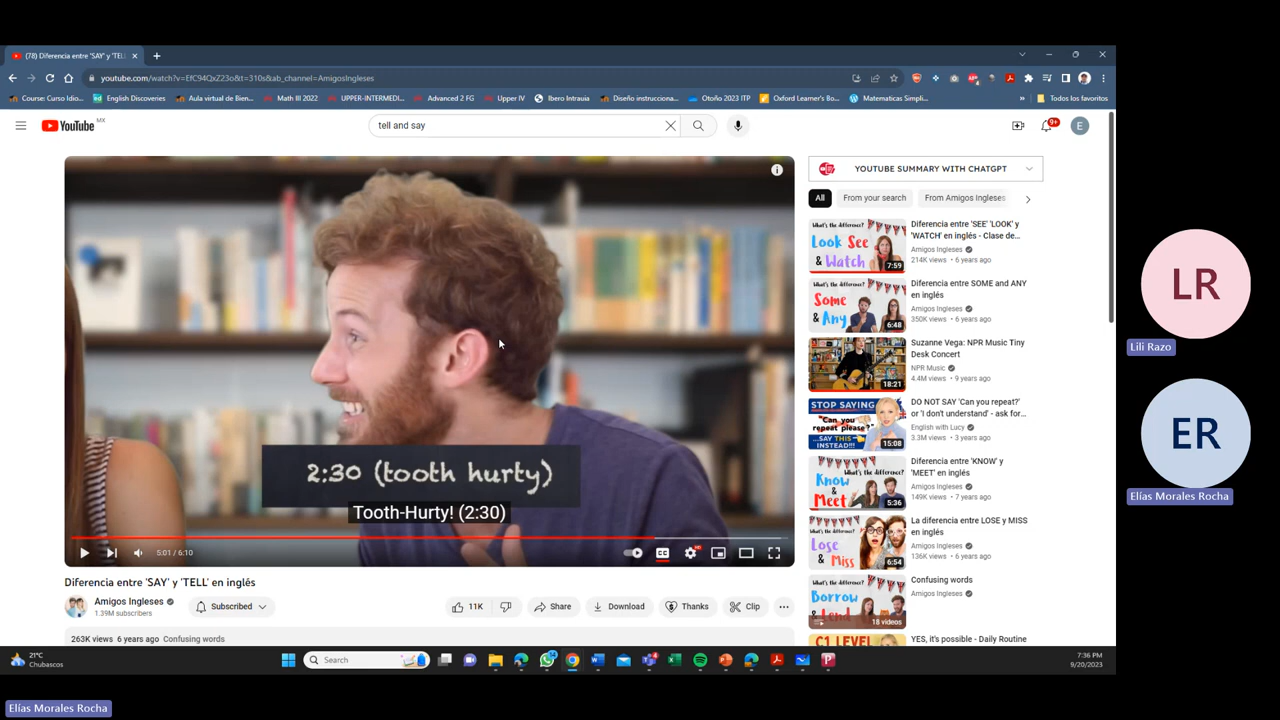 (78) Diferencia entre 'SAY' y 'TEL
youtube.com/watch?v=EfC94QxZ23o&t=310s&ab_channel=AmigosIngleses
Course: Curso Idio...
English Discoveries
Aula virtual de Bien...
Math III 2022
UPPER-INTERMEDI...
Advanced 2 FG
Upper IV
Ibero Intrauia
Diseño instrucciona...
Otoño 2023 ITP
Oxford Learner's Bo...
Matematicas Simpli...
»
Todos los favoritos
YouTube MX
tell and say
9+
E
2:30 (tooth hurty)
Tooth-Hurty! (2:30)
5:01 / 6:10
CC
Diferencia entre 'SAY' y 'TELL' en inglés
Amigos Ingleses
1.39M subscribers
Subscribed
11K
Share
Download
Thanks
Clip
263K views 6 years ago Confusing words
YOUTUBE SUMMARY WITH CHATGPT
All
From your search
From Amigos Ingleses
What's the difference?
Look See
& Watch
7:59
Diferencia entre 'SEE' 'LOOK' y
'WATCH' en inglés - Clase de...
Amigos Ingleses
214K views • 6 years ago
What's the difference?
Some
& Any
6:48
Diferencia entre SOME and ANY
en inglés
Amigos Ingleses
350K views • 6 years ago
18:21
Suzanne Vega: NPR Music Tiny
Desk Concert
NPR Music
4.4M views • 9 years ago
STOP SAYING
"Can you
repeat please?"
...SAY THIS
INSTEAD!!!
15:08
DO NOT SAY 'Can you repeat?'
or 'I don't understand' - ask for...
English with Lucy
3.3M views • 3 years ago
What's the difference?
Know &
Meet
5:36
Diferencia entre 'KNOW' y
'MEET' en inglés
Amigos Ingleses
149K views • 7 years ago
What's the difference?
Lose &
Miss
6:54
La diferencia entre LOSE y MISS
en inglés
Amigos Ingleses
136K views • 6 years ago
What's the difference?
Borrow
& Lend
18 videos
Confusing words
Amigos Ingleses
C1 LEVEL
YES, it's possible - Daily Routine
LR
Lili Razo
ER
Elías Morales Rocha
21°C
Chubascos
Search
7:36 PM
9/20/2023
Elías Morales Rocha